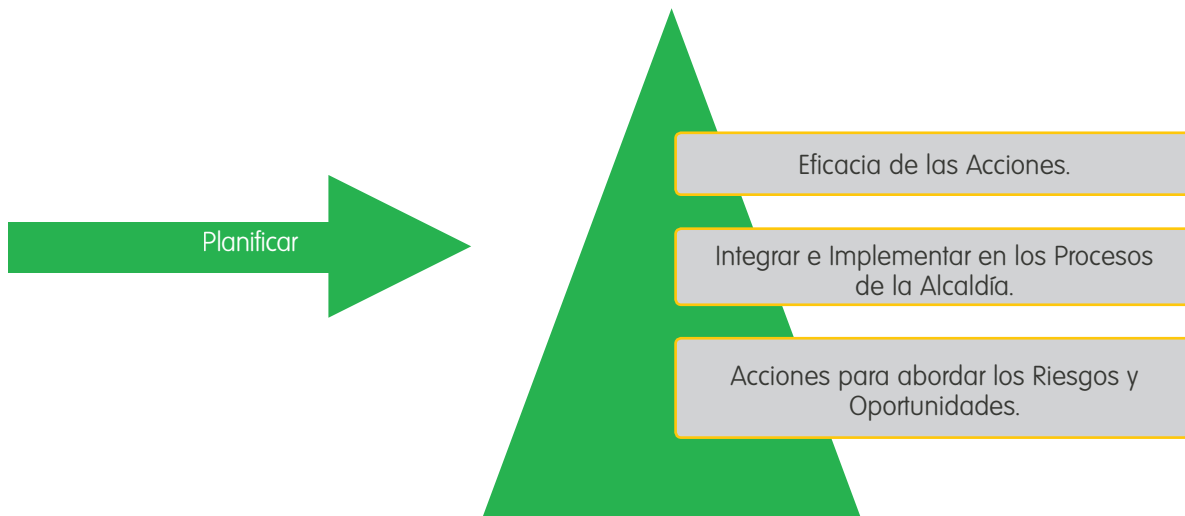 Planificar
Eficacia de las Acciones.
Integrar e Implementar en los Procesos
de la Alcaldía.
Acciones para abordar los Riesgos y
Oportunidades.